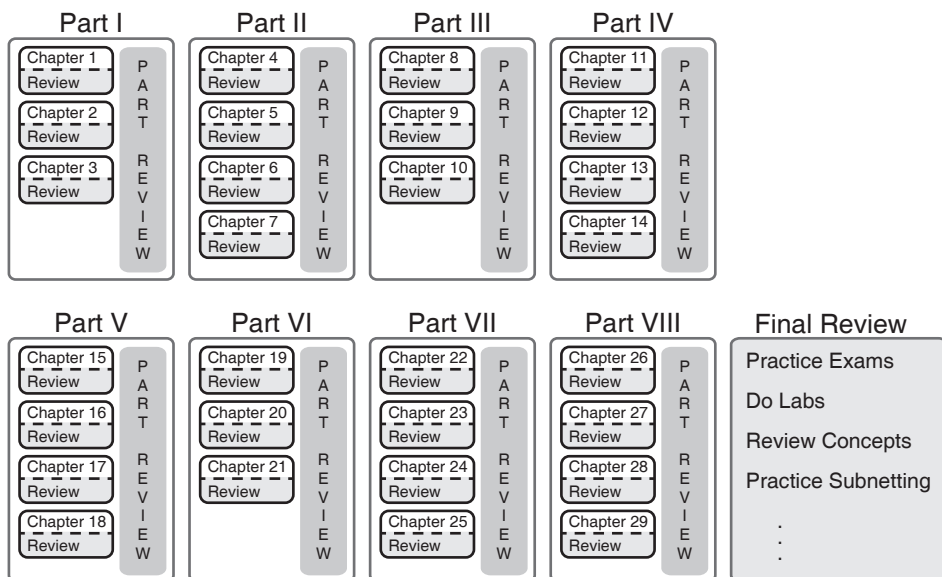 Part I
Chapter 1
Review
Chapter 2
Review
Chapter 3
Review
PART REVIEW
Part II
Chapter 4
Review
Chapter 5
Review
Chapter 6
Review
Chapter 7
Review
PART REVIEW
Part III
Chapter 8
Review
Chapter 9
Review
Chapter 10
Review
PART REVIEW
Part IV
Chapter 11
Review
Chapter 12
Review
Chapter 13
Review
Chapter 14
Review
PART REVIEW
Part V
Chapter 15
Review
Chapter 16
Review
Chapter 17
Review
Chapter 18
Review
PART REVIEW
Part VI
Chapter 19
Review
Chapter 20
Review
Chapter 21
Review
PART REVIEW
Part VII
Chapter 22
Review
Chapter 23
Review
Chapter 24
Review
Chapter 25
Review
PART REVIEW
Part VIII
Chapter 26
Review
Chapter 27
Review
Chapter 28
Review
Chapter 29
Review
PART REVIEW
Final Review
Practice Exams
Do Labs
Review Concepts
Practice Subnetting
.
.
.